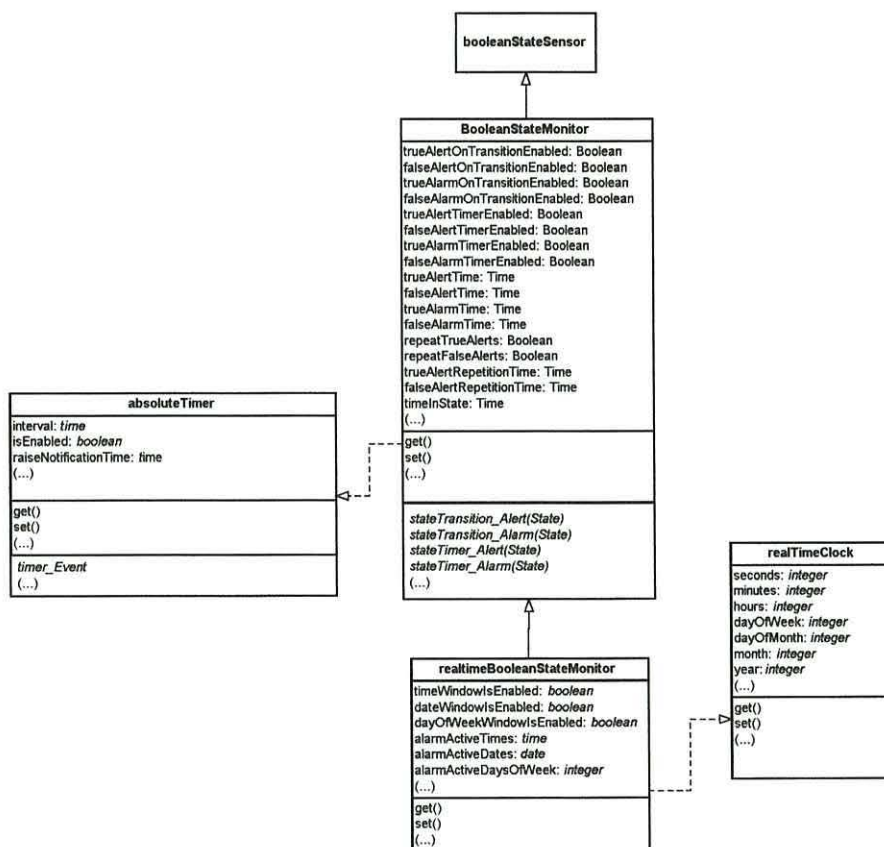 booleanStateSensor
BooleanStateMonitor
trueAlertOnTransitionEnabled: Boolean
falseAlertOnTransitionEnabled: Boolean
trueAlarmOnTransitionEnabled: Boolean
falseAlarmOnTransitionEnabled: Boolean
trueAlertTimerEnabled: Boolean
falseAlertTimerEnabled: Boolean
trueAlarmTimerEnabled: Boolean
falseAlarmTimerEnabled: Boolean
trueAlertTime: Time
falseAlertTime: Time
trueAlarmTime: Time
falseAlarmTime: Time
repeatTrueAlerts: Boolean
repeatFalseAlerts: Boolean
trueAlertRepetitionTime: Time
falseAlertRepetitionTime: Time
timeInState: Time
(...)
get()
set()
(...)
stateTransition_Alert(State)
stateTransition_Alarm(State)
stateTimer_Alert(State)
stateTimer_Alarm(State)
(...)
absoluteTimer
interval: time
isEnabled: boolean
raiseNotificationTime: time
(...)
get()
set()
(...)
timer_Event
(...)
realTimeClock
seconds: integer
minutes: integer
hours: integer
dayOfWeek: integer
dayOfMonth: integer
month: integer
year: integer
(...)
get()
set()
(...)
realtimeBooleanStateMonitor
timeWindowIsEnabled: boolean
dateWindowIsEnabled: boolean
dayOfWeekWindowIsEnabled: boolean
alarmActiveTimes: time
alarmActiveDates: date
alarmActiveDaysOfWeek: integer
(...)
get()
set()
(...)